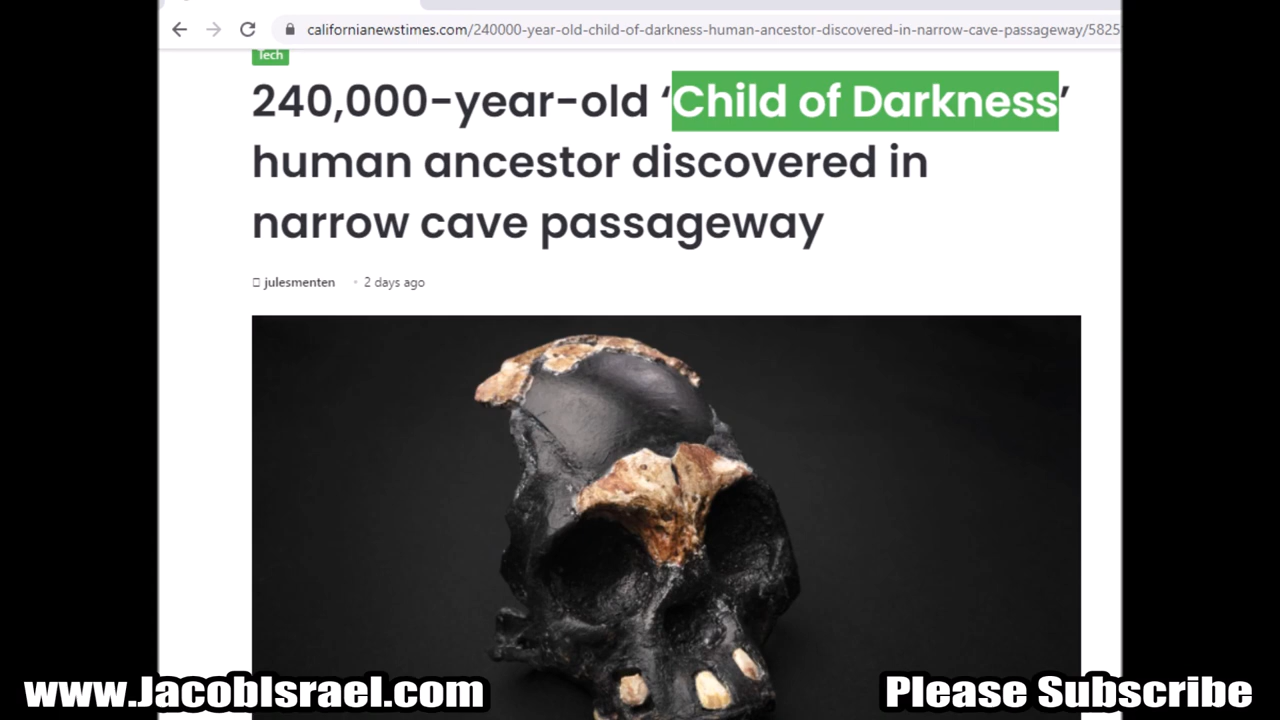 californianewstimes.com/240000-year-old-child-of-darkness-human-ancestor-discovered-in-narrow-cave-passageway/5825
Tech
240,000-year-old ‘Child of Darkness’
human ancestor discovered in
narrow cave passageway
julesmenten • 2 days ago
www.JacobIsrael.com
Please Subscribe